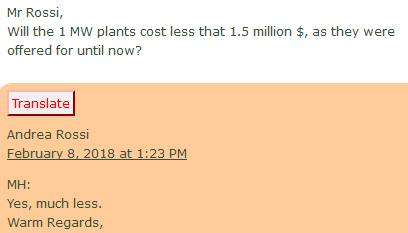 Mr Rossi,
Will the 1 MW plants cost less that 1.5 million $, as they were
offered for until now?
Translate
Andrea Rossi
February 8, 2018 at 1:23 PM
MH:
Yes, much less.
Warm Regards,